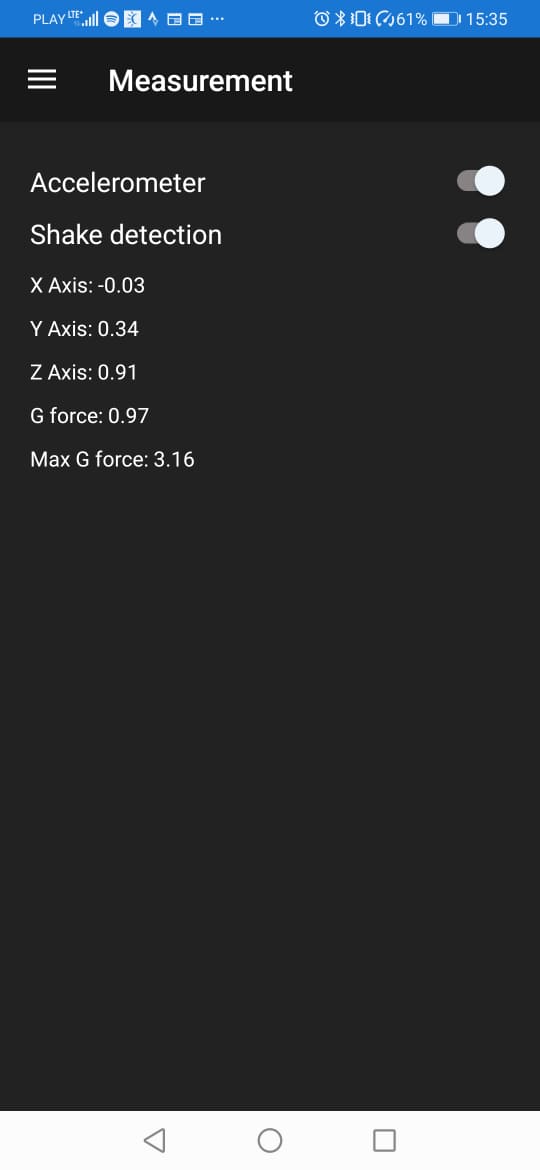 PLAY LTE+ 61% 15:35
Measurement
Accelerometer
Shake detection
X Axis: -0.03
Y Axis: 0.34
Z Axis: 0.91
G force: 0.97
Max G force: 3.16